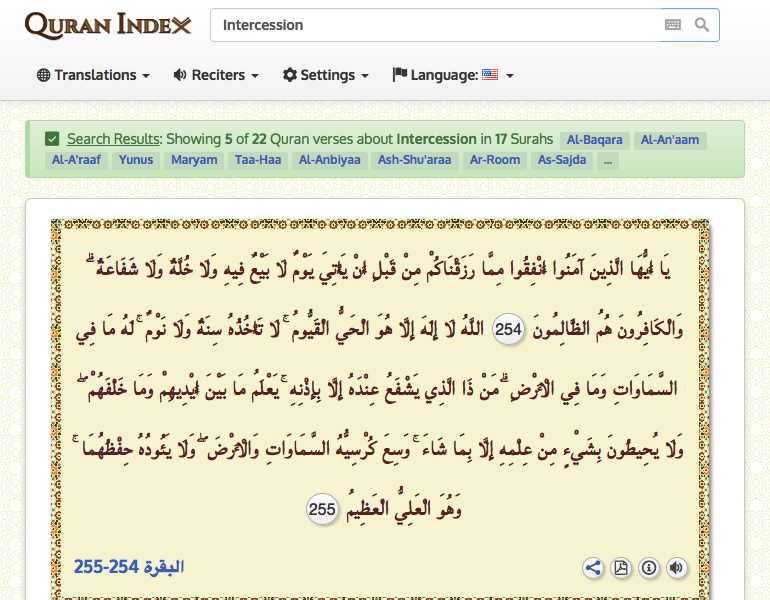 QURAN INDEX
Intercession
Translations
Reciters
Settings
Language:
Search Results: Showing 5 of 22 Quran verses about Intercession in 17 Surahs Al-Baqara Al-An'aam
Al-A'raaf Yunus Maryam Taa-Haa Al-Anbiyaa Ash-Shu'araa Ar-Room As-Sajda ...
يَا أَيُّهَا الَّذِينَ آمَنُوا أَنْفِقُوا مِمَّا رَزَقْنَاكُمْ مِنْ قَبْلِ أَنْ يَأْتِيَ يَوْمٌ لَا بَيْعٌ فِيهِ وَلَا خُلَّةٌ وَلَا شَفَاعَةٌ ۗ
وَالْكَافِرُونَ هُمُ الظَّالِمُونَ 254 اللَّهُ لَا إِلَٰهَ إِلَّا هُوَ الْحَيُّ الْقَيُّومُ ۚ لَا تَأْخُذُهُ سِنَةٌ وَلَا نَوْمٌ ۚ لَهُ مَا فِي
السَّمَاوَاتِ وَمَا فِي الْأَرْضِ ۗ مَنْ ذَا الَّذِي يَشْفَعُ عِنْدَهُ إِلَّا بِإِذْنِهِ ۚ يَعْلَمُ مَا بَيْنَ أَيْدِيهِمْ وَمَا خَلْفَهُمْ ۖ
وَلَا يُحِيطُونَ بِشَيْءٍ مِنْ عِلْمِهِ إِلَّا بِمَا شَاءَ ۚ وَسِعَ كُرْسِيُّهُ السَّمَاوَاتِ وَالْأَرْضَ ۖ وَلَا يَئُودُهُ حِفْظُهُمَا ۚ
وَهُوَ الْعَلِيُّ الْعَظِيمُ 255
البقرة 254-255